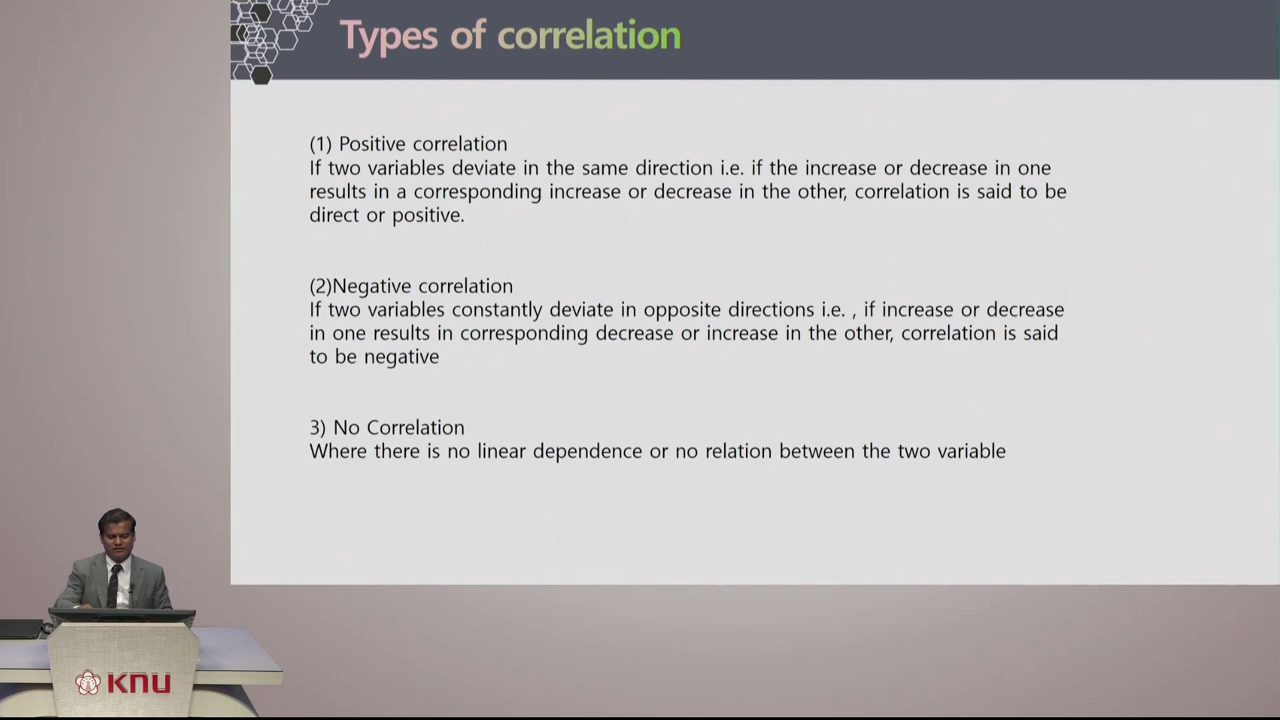 Types of correlation
(1) Positive correlation
If two variables deviate in the same direction i.e. if the increase or decrease in one
results in a corresponding increase or decrease in the other, correlation is said to be
direct or positive.
(2)Negative correlation
If two variables constantly deviate in opposite directions i.e. , if increase or decrease
in one results in corresponding decrease or increase in the other, correlation is said
to be negative
3) No Correlation
Where there is no linear dependence or no relation between the two variable
KNU